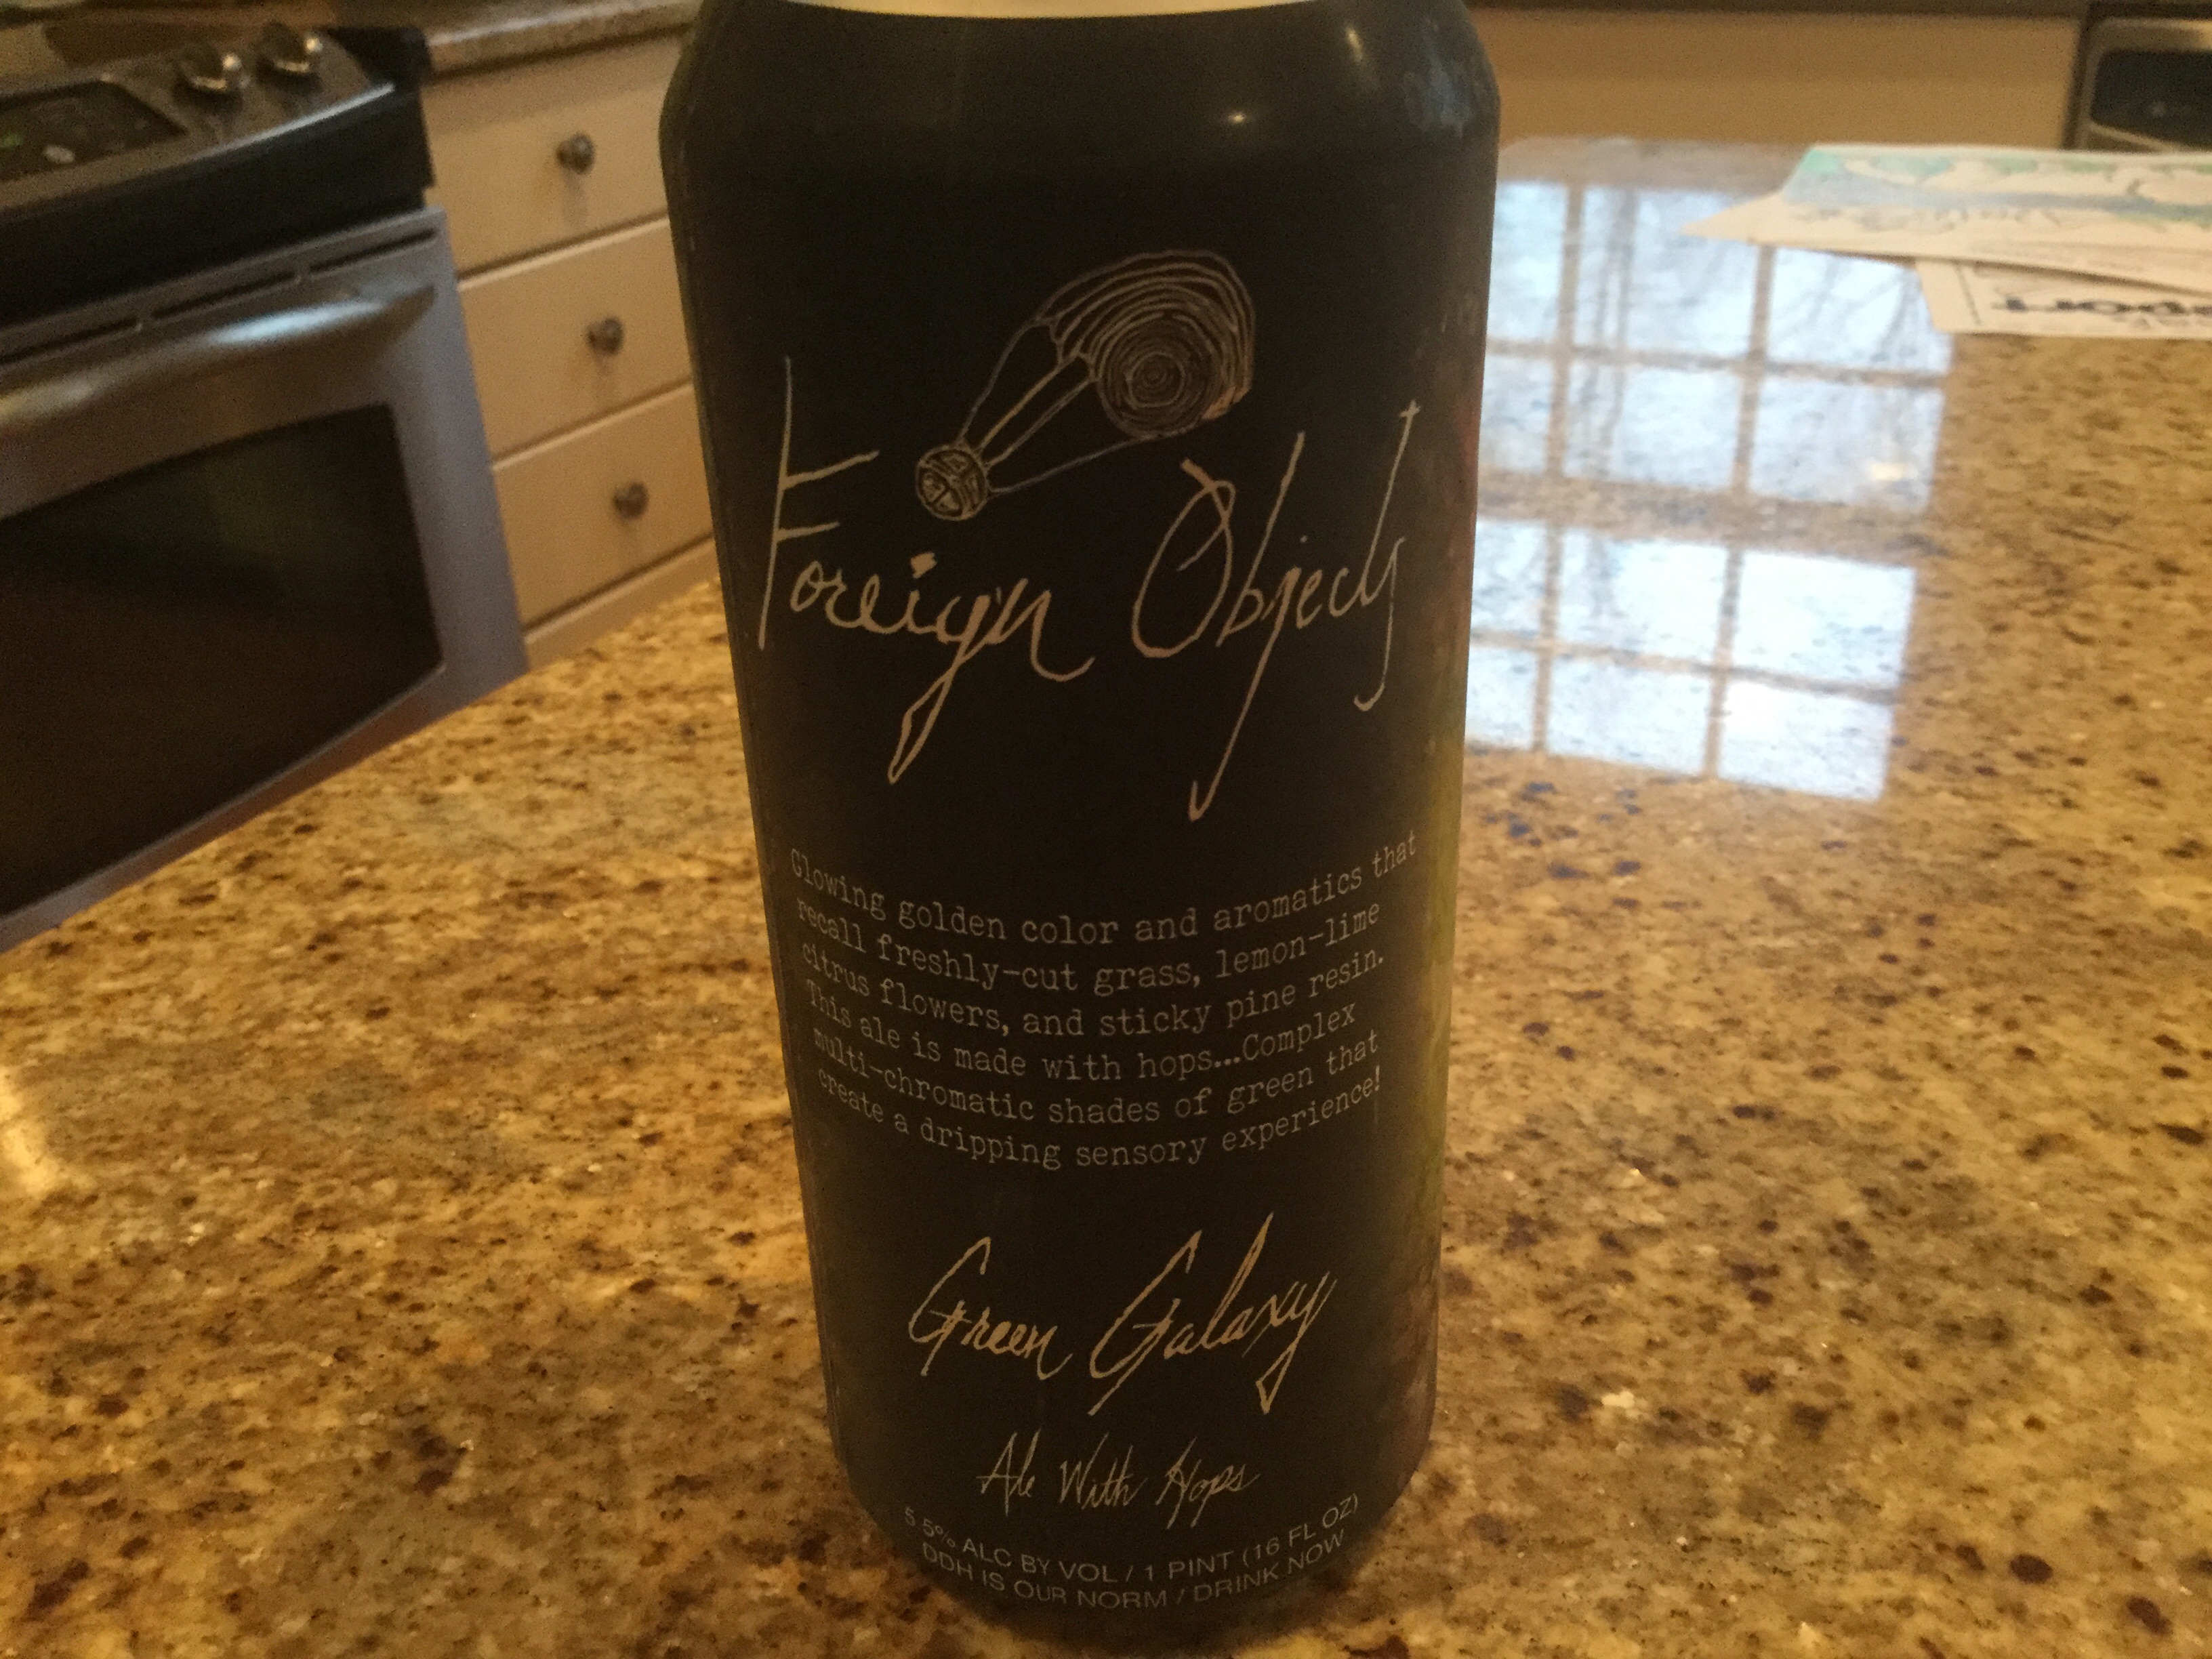 Foreign Objects
Glowing golden color and aromatics that
recall freshly-cut grass, lemon-lime
citrus flowers, and sticky pine resin.
This ale is made with hops...Complex
multi-chromatic shades of green that
create a dripping sensory experience!
Green Galaxy
Ale With Hops
5.5% ALC BY VOL / 1 PINT (16 FL OZ)
DDH IS OUR NORM / DRINK NOW